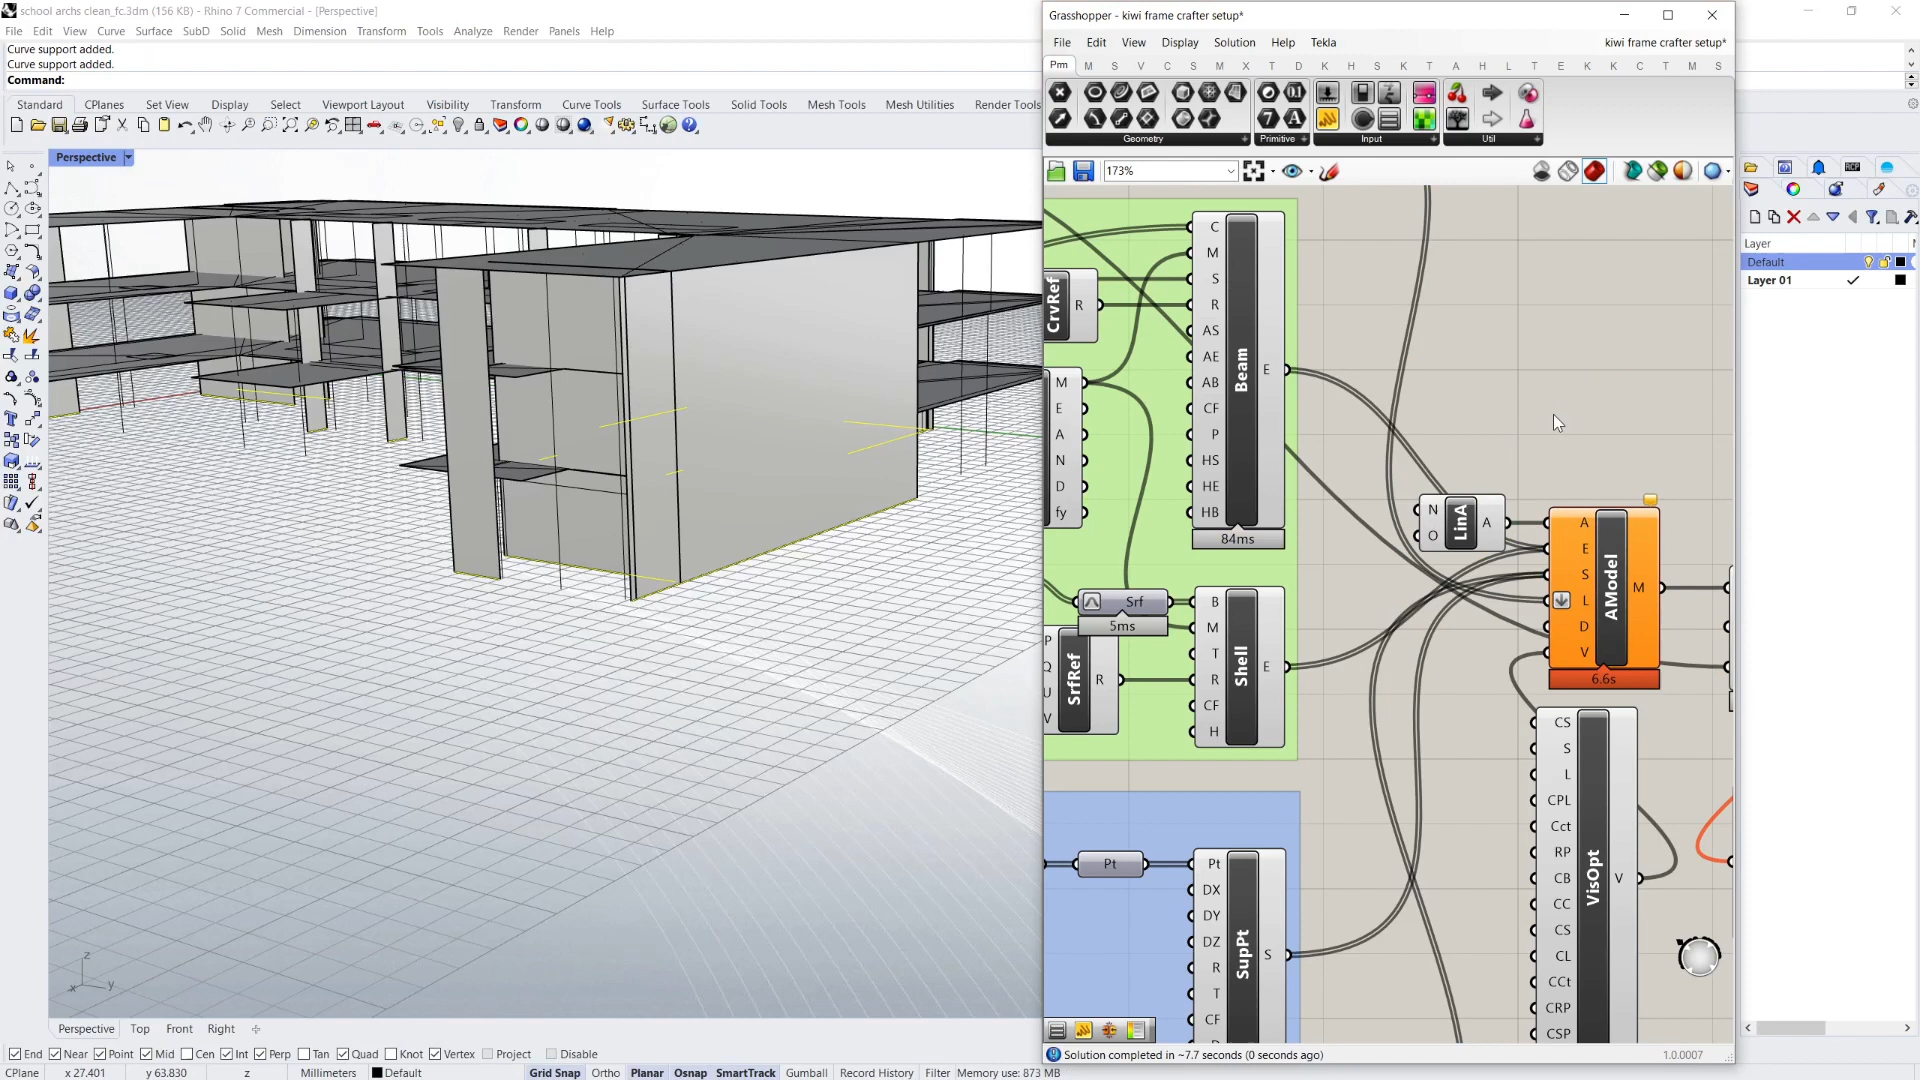 school archs clean_fc.3dm (156 KB) - Rhino 7 Commercial - [Perspective]
File Edit View Curve Surface SubD Solid Mesh Dimension Transform Tools Analyze Render Panels Help
Curve support added.
Curve support added.
Command:
Standard CPlanes Set View Display Select Viewport Layout Visibility Transform Curve Tools Surface Tools Solid Tools Mesh Tools Mesh Utilities Render Tools
Perspective
z
x
y
Perspective Top Front Right
End Near Point Mid Cen Int Perp Tan Quad Knot Vertex Project Disable
CPlane x 27.401 y 63.830 z Millimeters Default Grid Snap Ortho Planar Osnap SmartTrack Gumball Record History Filter Memory use: 873 MB
Grasshopper - kiwi frame crafter setup*
File Edit View Display Solution Help Tekla kiwi frame crafter setup*
Prm M S V C S M X T D K H S K T A H L T E K K C T M S
Geometry Primitive Input Util
173%
C
M
S
R
AS
AE
AB
CF
P
HS
HE
HB
Beam
E
84ms
CrvRef
R
M
E
A
N
D
fy
Srf
5ms
P
Q
U
V
SrfRef
R
B
M
T
R
CF
H
Shell
E
Pt
Pt
DX
DY
DZ
R
T
CF
SupPt
S
N
O
LinA
A
A
E
S
L
D
V
AModel
M
6.6s
CS
S
L
CPL
Cct
RP
CB
CC
CS
CL
CCt
CRP
CSP
VisOpt
V
Solution completed in ~7.7 seconds (0 seconds ago) 1.0.0007
Layer
Default
Layer 01